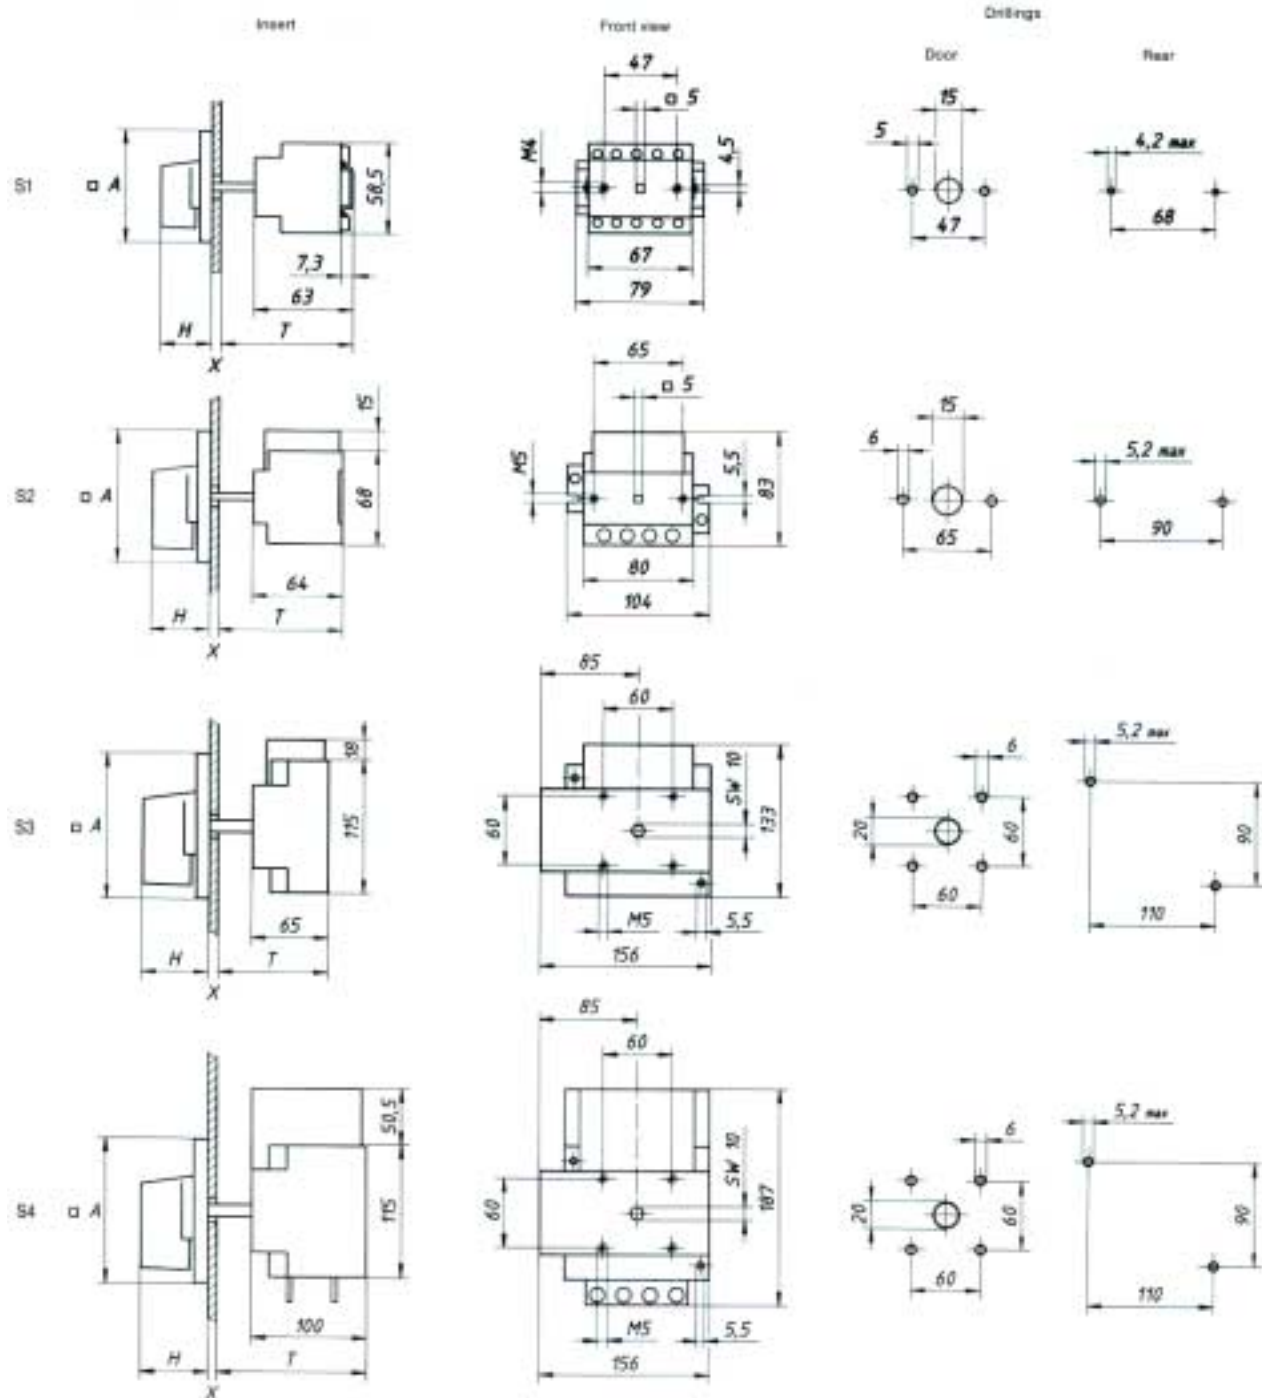 Drillings
Insert
Front view
Door
Rear
S1
□ A
58,5
7,3
63
H
T
X
47
□ 5
M4
4,5
67
79
15
5
47
4,2 max
68
S2
□ A
15
68
64
H
T
X
65
□ 5
M5
5,5
83
80
104
15
6
65
5,2 max
90
S3
□ A
18
115
65
H
T
X
85
60
SW 10
60
133
M5
5,5
156
6
20
60
60
5,2 max
90
110
S4
□ A
50,5
115
100
H
T
X
85
60
SW 10
60
187
M5
5,5
156
6
20
60
60
5,2 max
90
110